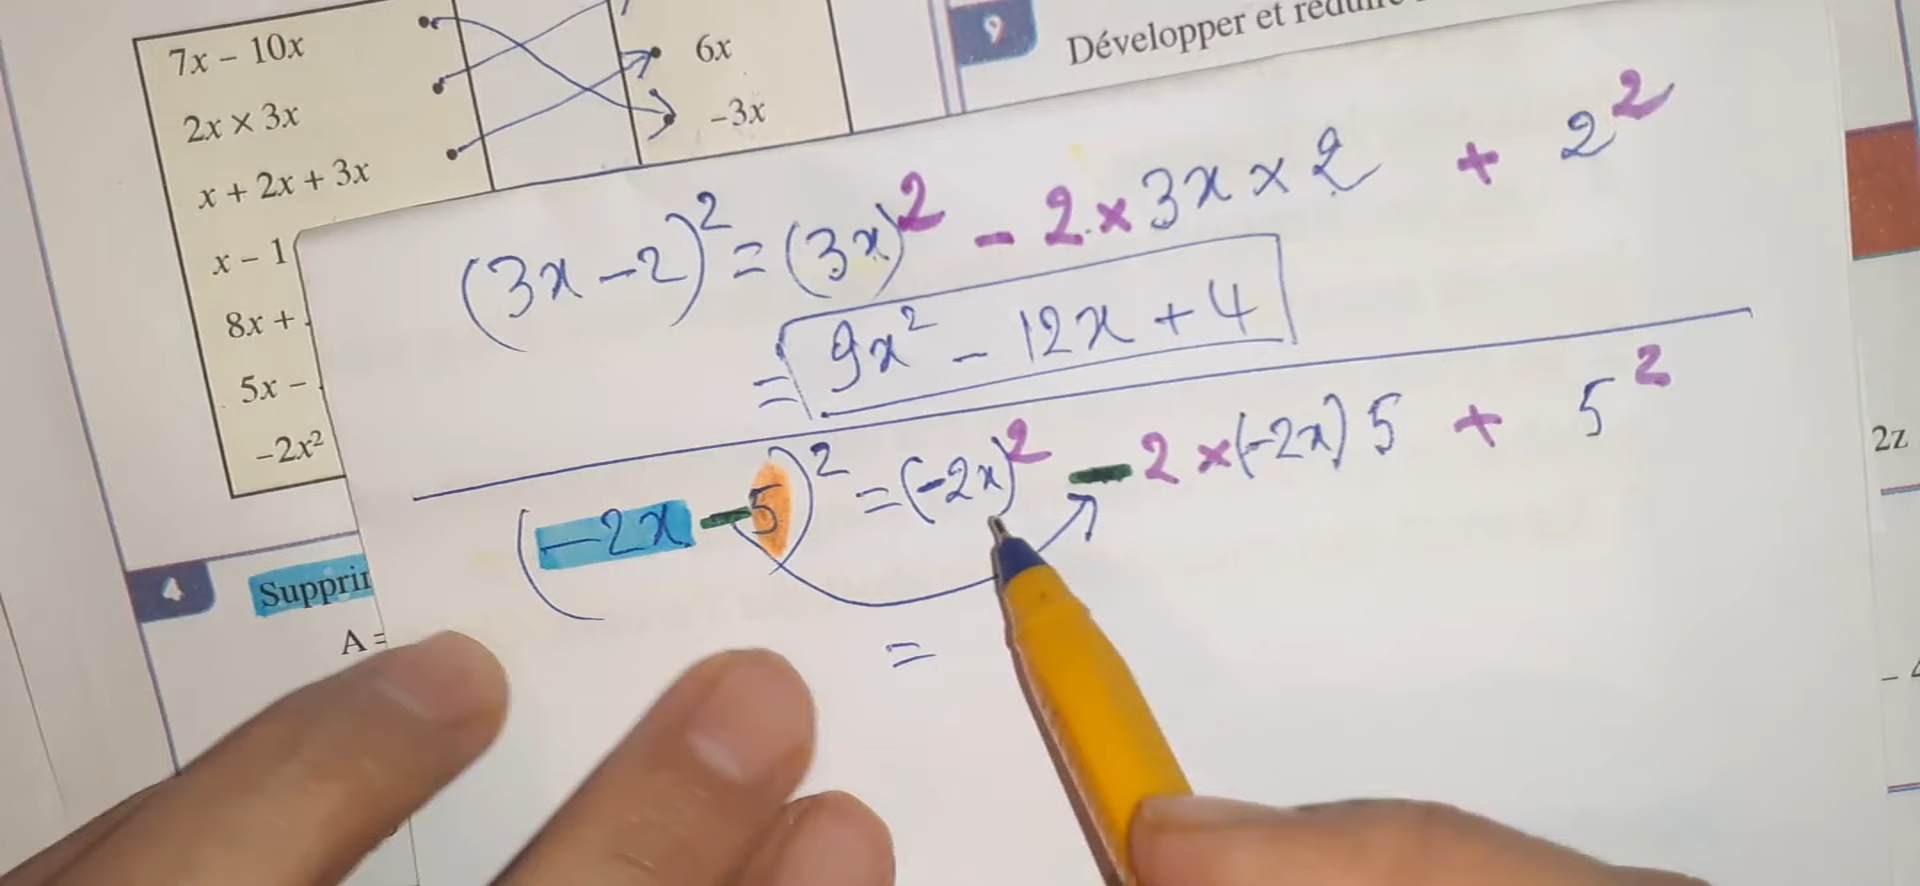 7x – 10x
2x × 3x
x + 2x + 3x
x – 1
8x +
5x –
–2x²
6x
–3x
9
Développer et réduire
(3x – 2)² = (3x)² – 2 × 3x × 2 + 2²
= 9x² – 12x + 4
(–2x – 5)² = (–2x)² – 2 × (–2x) 5 + 5²
=
4
A =
2z
–